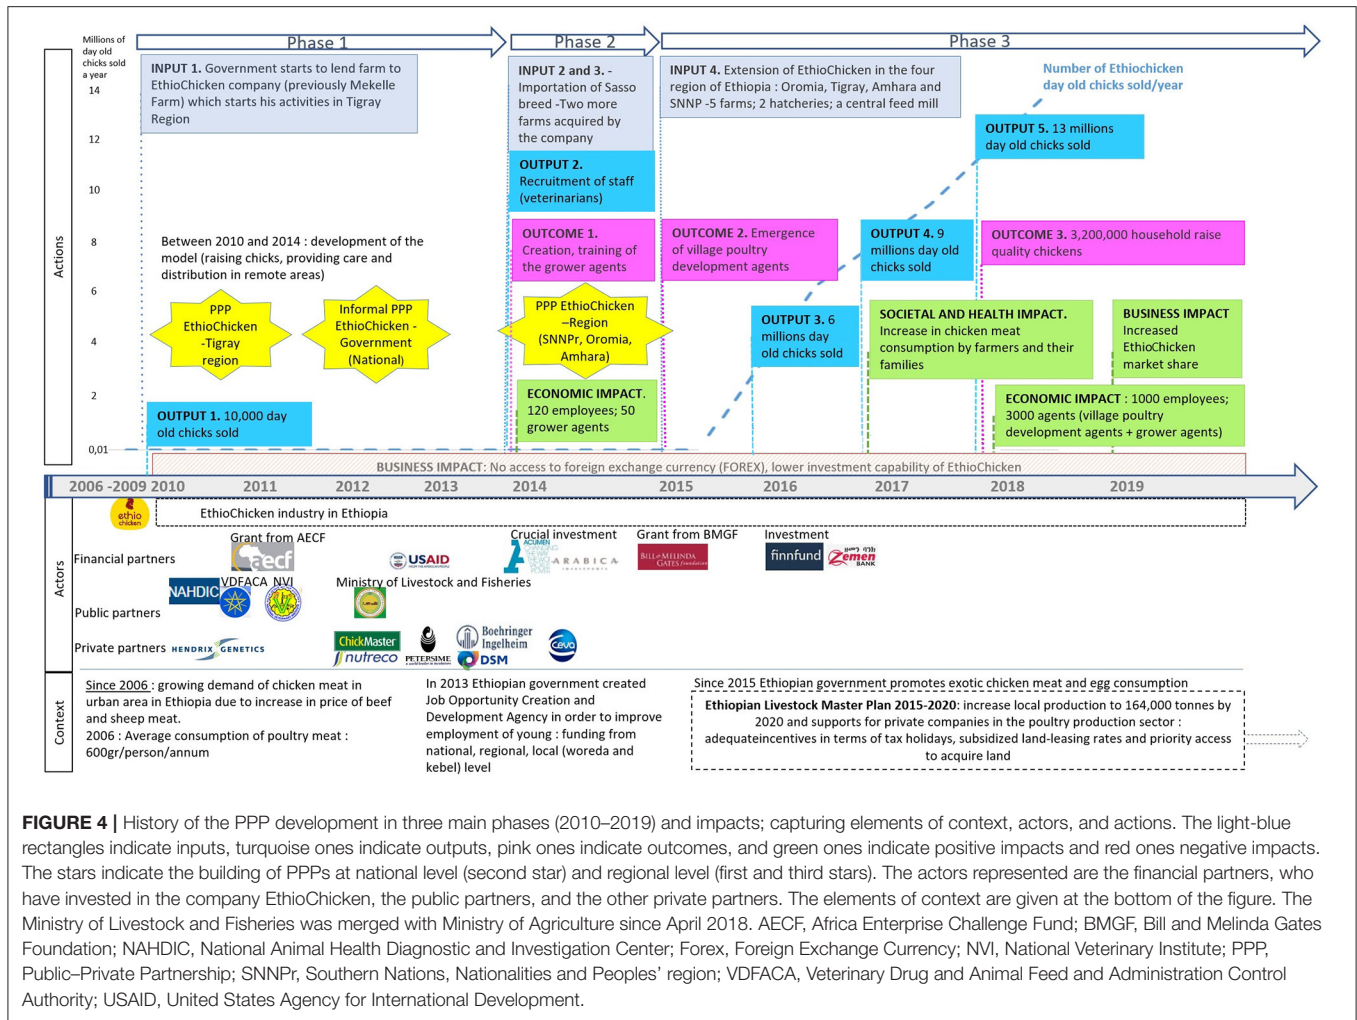 Millions of
day old
chicks sold
a year
Phase 1
Phase 2
Phase 3
14
12
10
8
6
4
2
0,01
Actions
INPUT 1. Government starts to lend farm to
EthioChicken company (previously Mekelle
Farm) which starts his activities in Tigray
Region
INPUT 2 and 3. -
Importation of Sasso
breed -Two more
farms acquired by
the company
INPUT 4. Extension of EthioChicken in the four
region of Ethiopia : Oromia, Tigray, Amhara and
SNNP -5 farms; 2 hatcheries; a central feed mill
Number of Ethiochicken
day old chicks sold/year
OUTPUT 5. 13 millions
day old chicks sold
OUTPUT 2.
Recruitment of staff
(veterinarians)
Between 2010 and 2014 : development of the
model (raising chicks, providing care and
distribution in remote areas)
OUTCOME 1.
Creation, training of
the grower agents
OUTCOME 2. Emergence
of village poultry
development agents
OUTPUT 4. 9
millions day old
chicks sold
OUTCOME 3. 3,200,000 household raise
quality chickens
PPP
EthioChicken
-Tigray
region
Informal PPP
EthioChicken -
Government
(National)
PPP EthioChicken
–Region
(SNNPr, Oromia,
Amhara)
OUTPUT 3. 6
millions day
old chicks sold
SOCIETAL AND HEALTH IMPACT.
Increase in chicken meat
consumption by farmers and their
families
BUSINESS IMPACT
Increased
EthioChicken
market share
OUTPUT 1. 10,000 day
old chicks sold
ECONOMIC IMPACT.
120 employees; 50
grower agents
ECONOMIC IMPACT : 1000 employees;
3000 agents (village poultry
development agents + grower agents)
BUSINESS IMPACT: No access to foreign exchange currency (FOREX), lower investment capability of EthioChicken
2006 -2009 2010 2011 2012 2013 2014 2015 2016 2017 2018 2019
Actors
ethio
chicken
EthioChicken industry in Ethiopia
Financial partners
Grant from AECF
aecf
USAID
Crucial investment
ACUMEN
ARABICA
Grant from BMGF
BILL & MELINDA
GATES foundation
Investment
finnfund
Zemen
BANK
Public partners
NAHDIC
VDFACA NVI
Ministry of Livestock and Fisheries
Private partners
HENDRIX GENETICS
ChickMaster
nutreco
PETERSIME
Boehringer
Ingelheim
DSM
ceva
Context
Since 2006 : growing demand of chicken meat in
urban area in Ethiopia due to increase in price of beef
and sheep meat.
2006 : Average consumption of poultry meat :
600gr/person/annum
In 2013 Ethiopian government created
Job Opportunity Creation and
Development Agency in order to improve
employment of young : funding from
national, regional, local (woreda and
kebel) level
Since 2015 Ethiopian government promotes exotic chicken meat and egg consumption
Ethiopian Livestock Master Plan 2015-2020: increase local production to 164,000 tonnes by
2020 and supports for private companies in the poultry production sector :
adequateincentives in terms of tax holidays, subsidized land-leasing rates and priority access
to acquire land
FIGURE 4 | History of the PPP development in three main phases (2010–2019) and impacts; capturing elements of context, actors, and actions. The light-blue
rectangles indicate inputs, turquoise ones indicate outputs, pink ones indicate outcomes, and green ones indicate positive impacts and red ones negative impacts.
The stars indicate the building of PPPs at national level (second star) and regional level (first and third stars). The actors represented are the financial partners, who
have invested in the company EthioChicken, the public partners, and the other private partners. The elements of context are given at the bottom of the figure. The
Ministry of Livestock and Fisheries was merged with Ministry of Agriculture since April 2018. AECF, Africa Enterprise Challenge Fund; BMGF, Bill and Melinda Gates
Foundation; NAHDIC, National Animal Health Diagnostic and Investigation Center; Forex, Foreign Exchange Currency; NVI, National Veterinary Institute; PPP,
Public–Private Partnership; SNNPr, Southern Nations, Nationalities and Peoples' region; VDFACA, Veterinary Drug and Animal Feed and Administration Control
Authority; USAID, United States Agency for International Development.